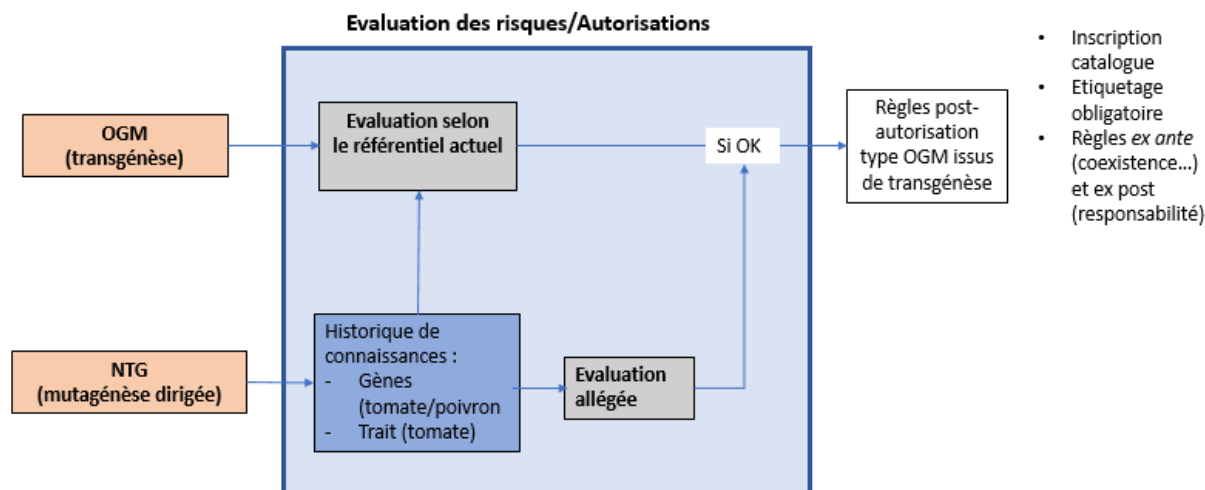 Evaluation des risques/Autorisations
OGM
(transgénèse)
Evaluation selon
le référentiel actuel
Si OK
Règles post-
autorisation
type OGM issus
de transgénèse
• Inscription
catalogue
• Etiquetage
obligatoire
• Règles ex ante
(coexistence...)
et ex post
(responsabilité)
NTG
(mutagénèse dirigée)
Historique de
connaissances :
- Gènes
(tomate/poivron
- Trait (tomate)
Evaluation
allégée